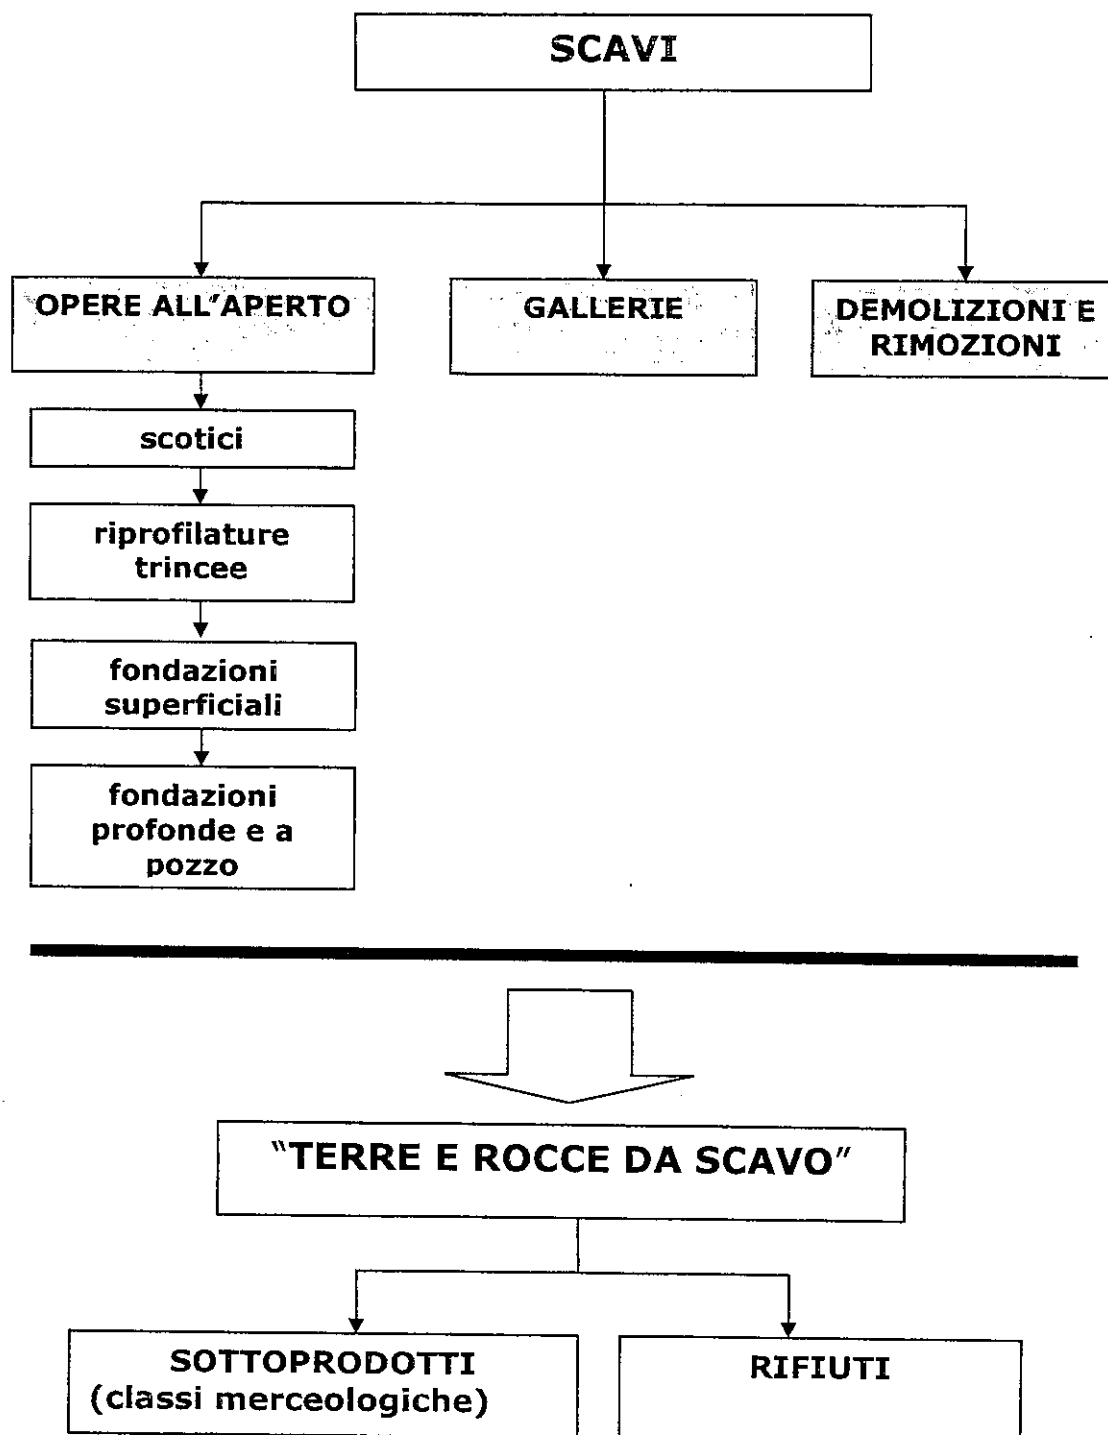 SCAVI
OPERE ALL'APERTO
GALLERIE
DEMOLIZIONI E
RIMOZIONI
scotici
riprofilature
trincee
fondazioni
superficiali
fondazioni
profonde e a
pozzo
"TERRE E ROCCE DA SCAVO"
SOTTOPRODOTTI
(classi merceologiche)
RIFIUTI